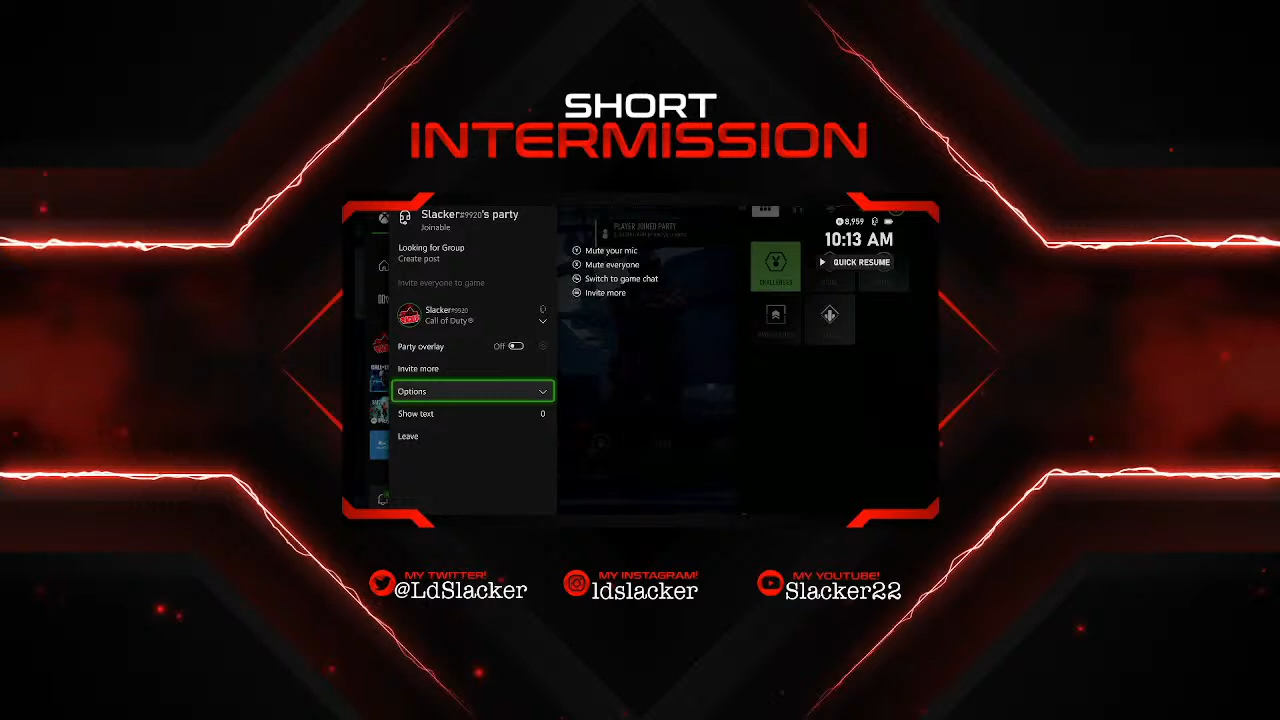 SHORT
INTERMISSION
Slacker#9920's party
Joinable
Looking for Group
Create post
Invite everyone to game
Slacker#9920
Call of Duty®
Party overlay
Off
Invite more
Options
Show text
0
Leave
PLAYER JOINED PARTY
Mute your mic
Mute everyone
Switch to game chat
Invite more
8,959
10:13 AM
QUICK RESUME
CHALLENGES
MY TWITTER!
@LdSlacker
MY INSTAGRAM!
ldslacker
MY YOUTUBE!
Slacker22